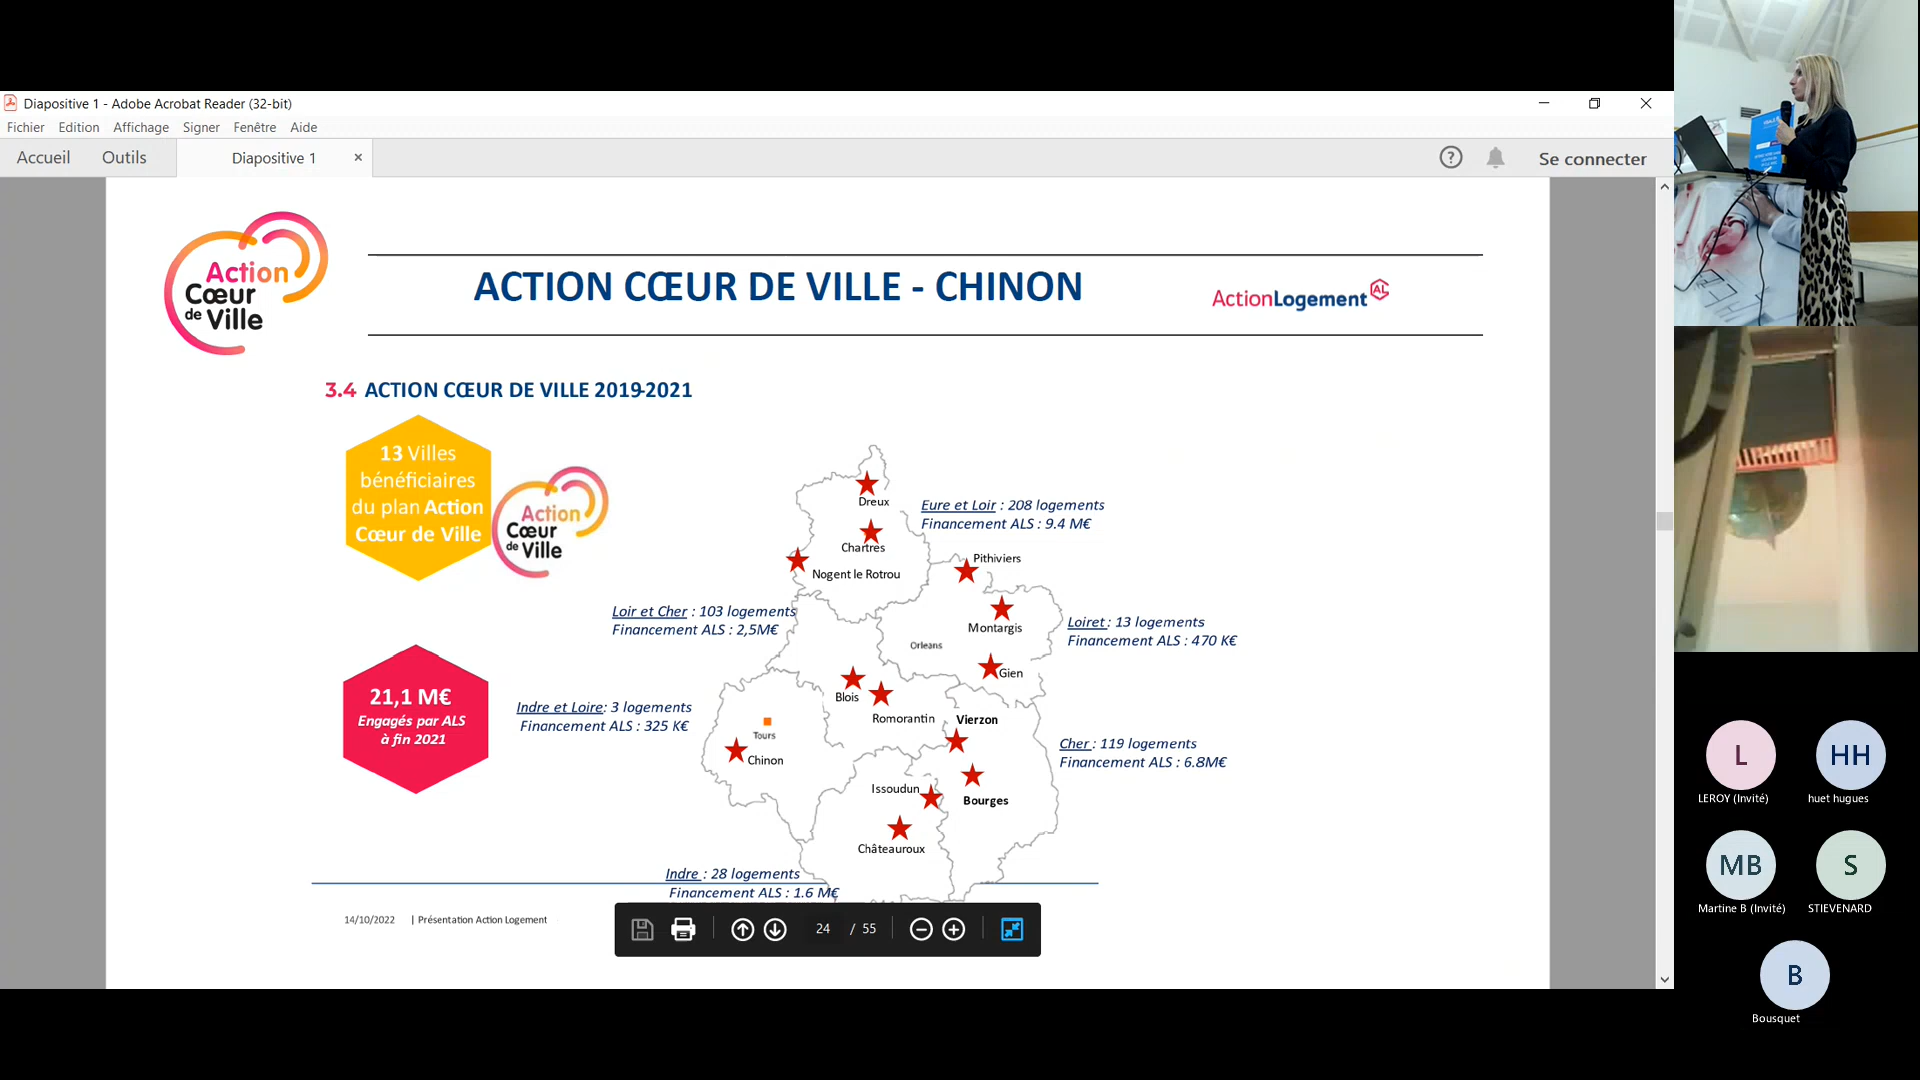 Diapositive 1 - Adobe Acrobat Reader (32-bit)
Fichier Edition Affichage Signer Fenêtre Aide
Accueil Outils Diapositive 1 × ? Se connecter
Action
Cœur
de Ville
ACTION CŒUR DE VILLE - CHINON
ActionLogement AL
3.4 ACTION CŒUR DE VILLE 2019-2021
13 Villes
bénéficiaires
du plan Action
Cœur de Ville
Action
Cœur
de Ville
Dreux
Eure et Loir : 208 logements
Financement ALS : 9.4 M€
Chartres
Nogent le Rotrou
Pithiviers
Loir et Cher : 103 logements
Financement ALS : 2,5M€
Montargis
Loiret : 13 logements
Financement ALS : 470 K€
Orleans
Gien
21,1 M€
Engagés par ALS
à fin 2021
Indre et Loire: 3 logements
Financement ALS : 325 K€
Blois
Romorantin
Vierzon
Tours
Chinon
Cher : 119 logements
Financement ALS : 6.8M€
Issoudun
Bourges
Châteauroux
Indre : 28 logements
Financement ALS : 1.6 M€
14/10/2022 | Présentation Action Logement
24 / 55
L
LEROY (Invité)
HH
huet hugues
MB
Martine B (Invité)
S
STIEVENARD
B
Bousquet